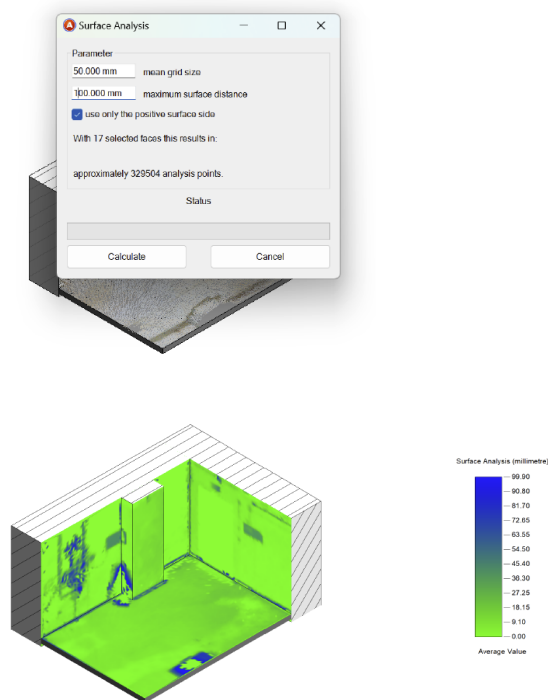 Surface Analysis
Parameter
50.000 mm mean grid size
100.000 mm maximum surface distance
use only the positive surface side
With 17 selected faces this results in:
approximately 329504 analysis points.
Status
Calculate Cancel
Surface Analysis (millimetre)
99.90
90.80
81.70
72.65
63.55
54.50
45.40
36.30
27.25
18.15
9.10
0.00
Average Value